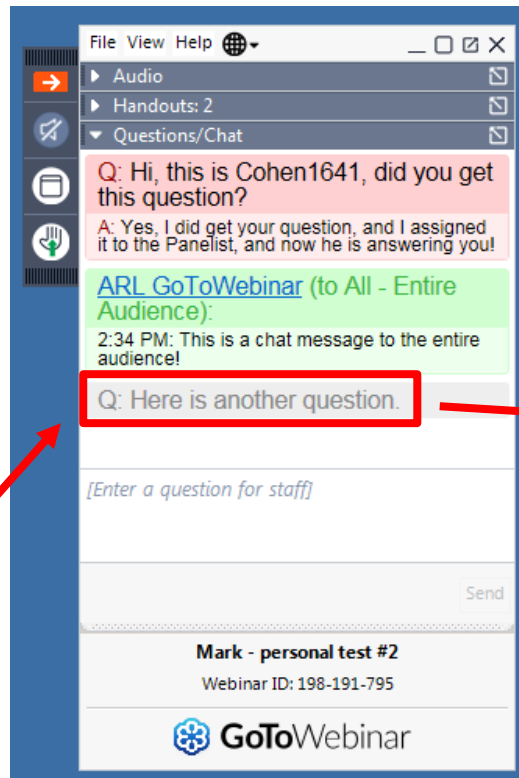 File View Help
Audio
Handouts: 2
Questions/Chat
Q: Hi, this is Cohen1641, did you get
this question?
A: Yes, I did get your question, and I assigned
it to the Panelist, and now he is answering you!
ARL GoToWebinar (to All - Entire
Audience):
2:34 PM: This is a chat message to the entire
audience!
Q: Here is another question.
[Enter a question for staff]
Send
Mark - personal test #2
Webinar ID: 198-191-795
GoToWebinar